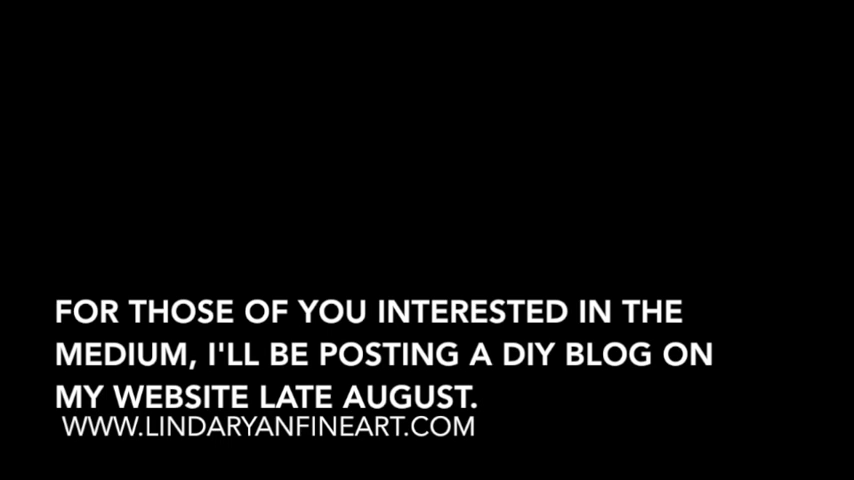 FOR THOSE OF YOU INTERESTED IN THE
MEDIUM, I'LL BE POSTING A DIY BLOG ON
MY WEBSITE LATE AUGUST.
WWW.LINDARYANFINEART.COM